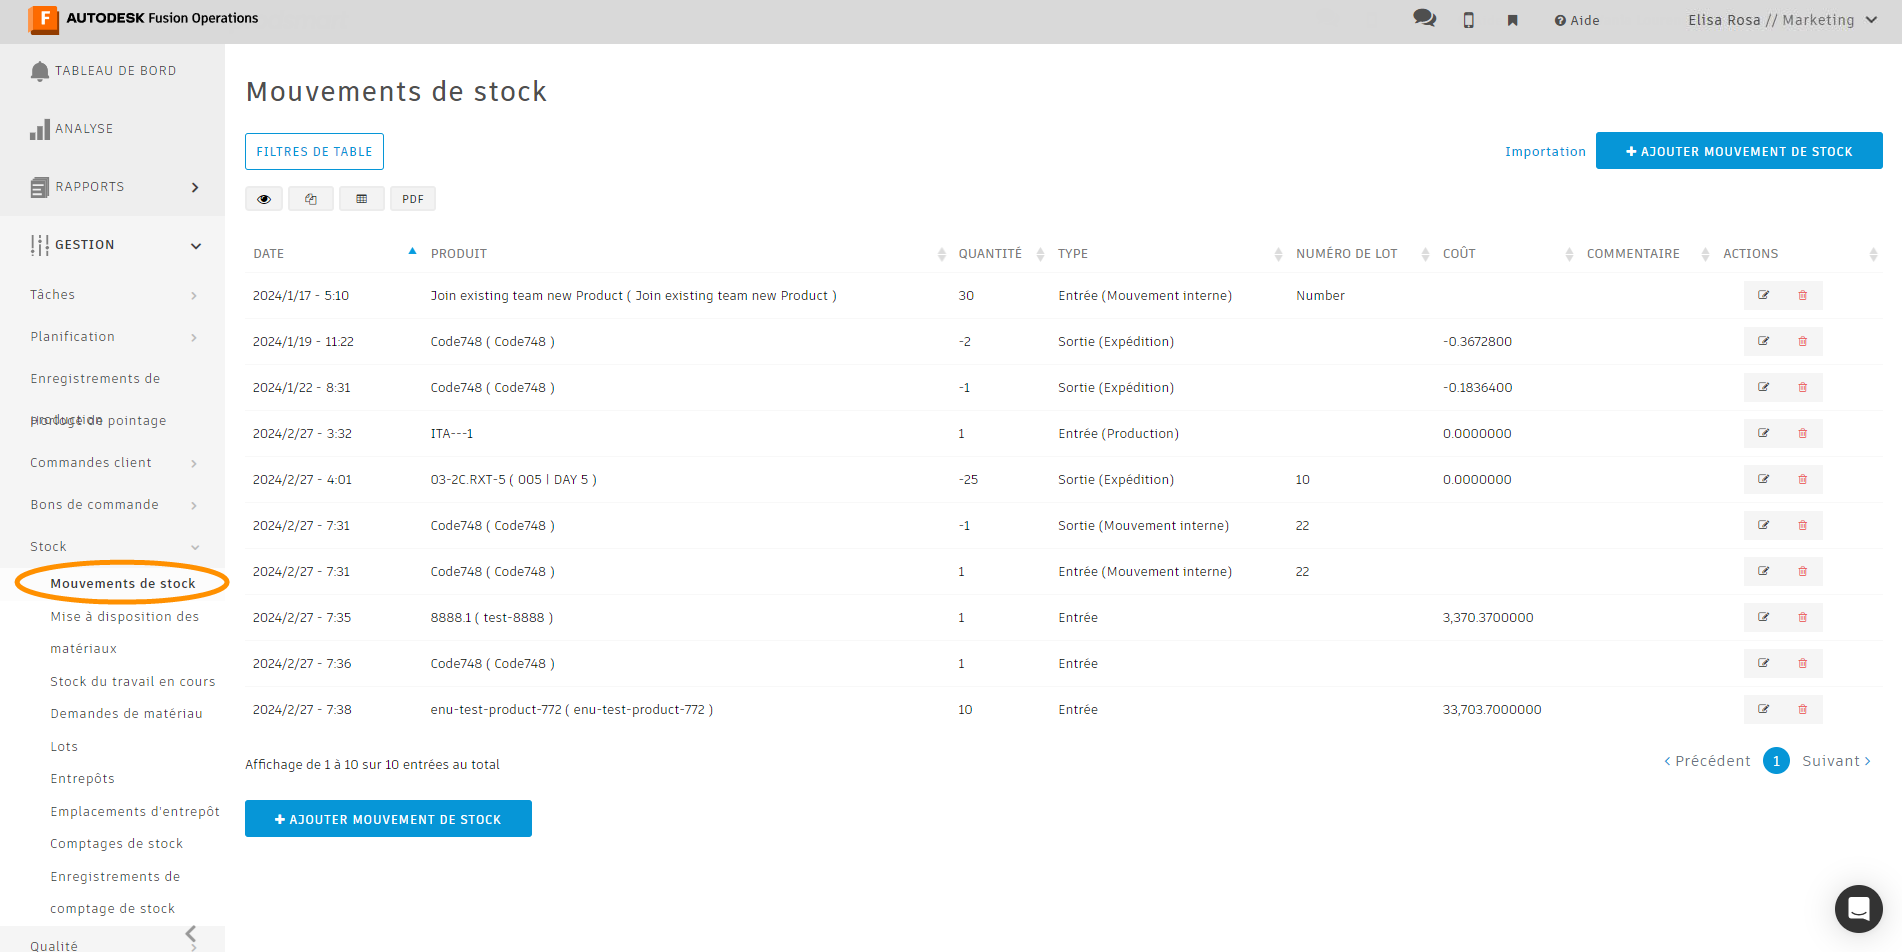 F AUTODESK Fusion Operations
Aide
Elisa Rosa // Marketing
TABLEAU DE BORD
ANALYSE
RAPPORTS
GESTION
Tâches
Planification
Enregistrements de
production
Horloge de pointage
Commandes client
Bons de commande
Stock
Mouvements de stock
Mise à disposition des
matériaux
Stock du travail en cours
Demandes de matériau
Lots
Entrepôts
Emplacements d'entrepôt
Comptages de stock
Enregistrements de
comptage de stock
Qualité
Mouvements de stock
FILTRES DE TABLE
Importation
AJOUTER MOUVEMENT DE STOCK
PDF
DATE PRODUIT QUANTITÉ TYPE NUMÉRO DE LOT COÛT COMMENTAIRE ACTIONS
2024/1/17 - 5:10 Join existing team new Product ( Join existing team new Product ) 30 Entrée (Mouvement interne) Number
2024/1/19 - 11:22 Code748 ( Code748 ) -2 Sortie (Expédition) -0.3672800
2024/1/22 - 8:31 Code748 ( Code748 ) -1 Sortie (Expédition) -0.1836400
2024/2/27 - 3:32 ITA---1 1 Entrée (Production) 0.0000000
2024/2/27 - 4:01 03-2C.RXT-5 ( 005 | DAY 5 ) -25 Sortie (Expédition) 10 0.0000000
2024/2/27 - 7:31 Code748 ( Code748 ) -1 Sortie (Mouvement interne) 22
2024/2/27 - 7:31 Code748 ( Code748 ) 1 Entrée (Mouvement interne) 22
2024/2/27 - 7:35 8888.1 ( test-8888 ) 1 Entrée 3,370.3700000
2024/2/27 - 7:36 Code748 ( Code748 ) 1 Entrée
2024/2/27 - 7:38 enu-test-product-772 ( enu-test-product-772 ) 10 Entrée 33,703.7000000
Affichage de 1 à 10 sur 10 entrées au total
Précédent 1 Suivant
AJOUTER MOUVEMENT DE STOCK